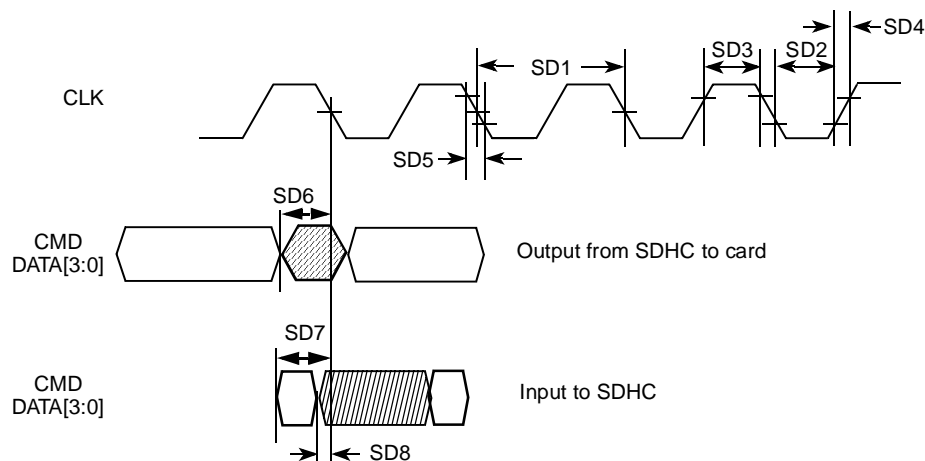 SD4
SD3
SD2
SD1
CLK
SD5
SD6
CMD
DATA[3:0]
Output from SDHC to card
SD7
CMD
DATA[3:0]
Input to SDHC
SD8